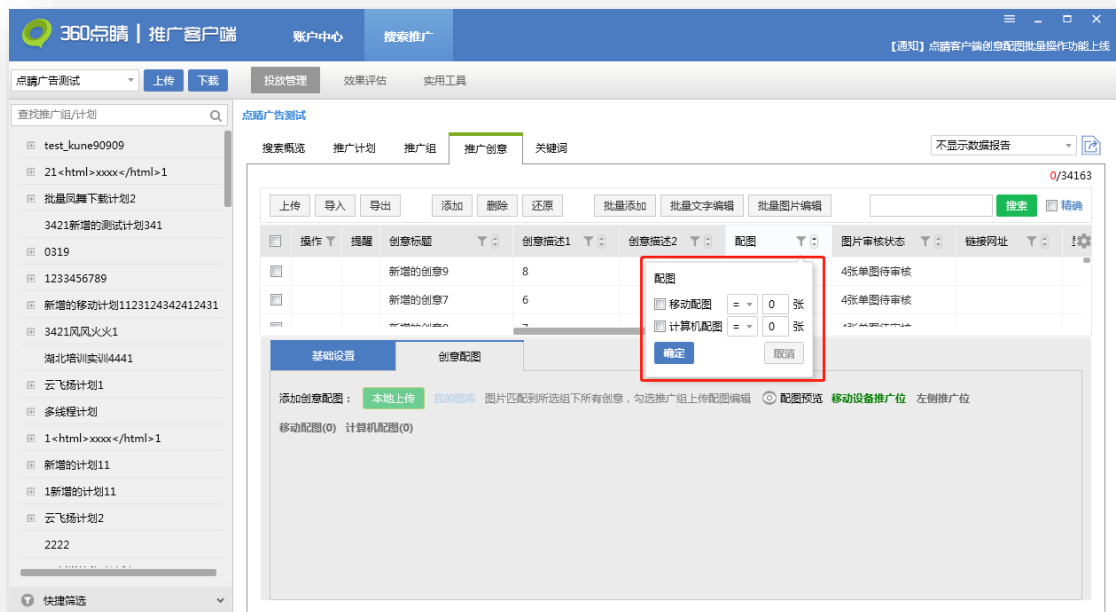 360点睛 | 推广客户端
账户中心
搜索推广
【通知】点睛客户端创意配图批量操作功能上线
点睛广告测试
上传
下载
投放管理
效果评估
实用工具
查找推广组/计划
test_kune90909
21<html>xxxx</html>1
批量凤舞下载计划2
3421新增的测试计划341
0319
1233456789
新增的移动计划1123124342412431
3421风风火火1
湖北培训实训4441
云飞扬计划1
多线程计划
1<html>xxxx</html>1
新增的计划11
1新增的计划11
云飞扬计划2
2222
快捷筛选
点睛广告测试
搜索概览
推广计划
推广组
推广创意
关键词
不显示数据报告
0/34163
上传
导入
导出
添加
删除
还原
批量添加
批量文字编辑
批量图片编辑
搜索
精确
操作
提醒
创意标题
创意描述1
创意描述2
配图
图片审核状态
链接网址
新增的创意9
8
4张单图待审核
新增的创意7
6
4张单图待审核
配图
移动配图 = 0 张
计算机配图 = 0 张
确定
取消
基础设置
创意配图
添加创意配图：
本地上传
我的图库
图片匹配到所选组下所有创意，勾选推广组上传配图编辑
配图预览
移动设备推广位
左侧推广位
移动配图(0) 计算机配图(0)